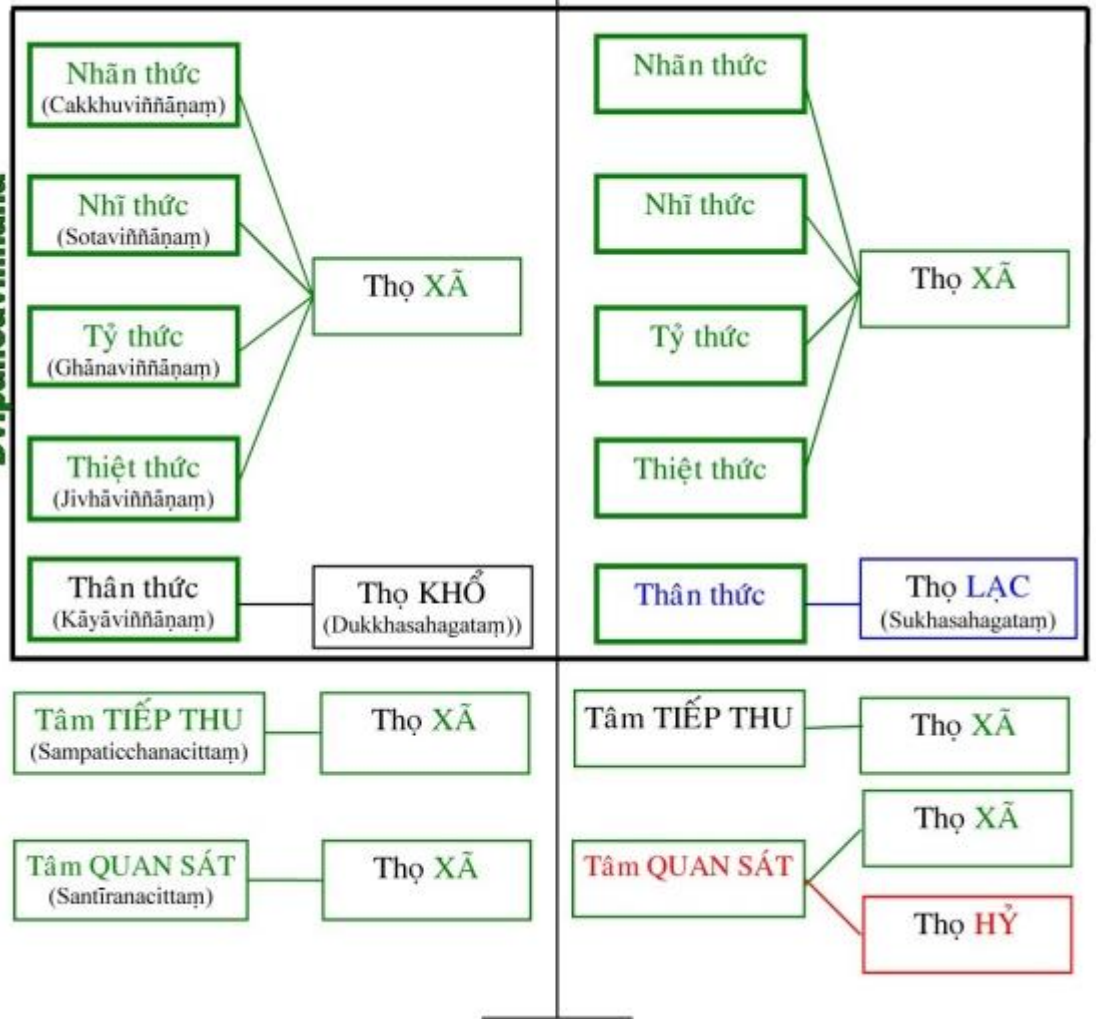 Nhãn thức
(Cakkhuviññāṇaṃ)
Nhĩ thức
(Sotaviññāṇaṃ)
Tỷ thức
(Ghānaviññāṇaṃ)
Thiệt thức
(Jivhāviññāṇaṃ)
Thọ XÃ
Thân thức
(Kāyāviññāṇaṃ)
Thọ KHỔ
(Dukkhasahagataṃ))
Nhãn thức
Nhĩ thức
Tỷ thức
Thiệt thức
Thọ XÃ
Thân thức
Thọ LẠC
(Sukhasahagataṃ)
Tâm TIẾP THU
(Sampaticchanacittaṃ)
Thọ XÃ
Tâm QUAN SÁT
(Santīranacittaṃ)
Thọ XÃ
Tâm TIẾP THU
Thọ XÃ
Tâm QUAN SÁT
Thọ XÃ
Thọ HỶ